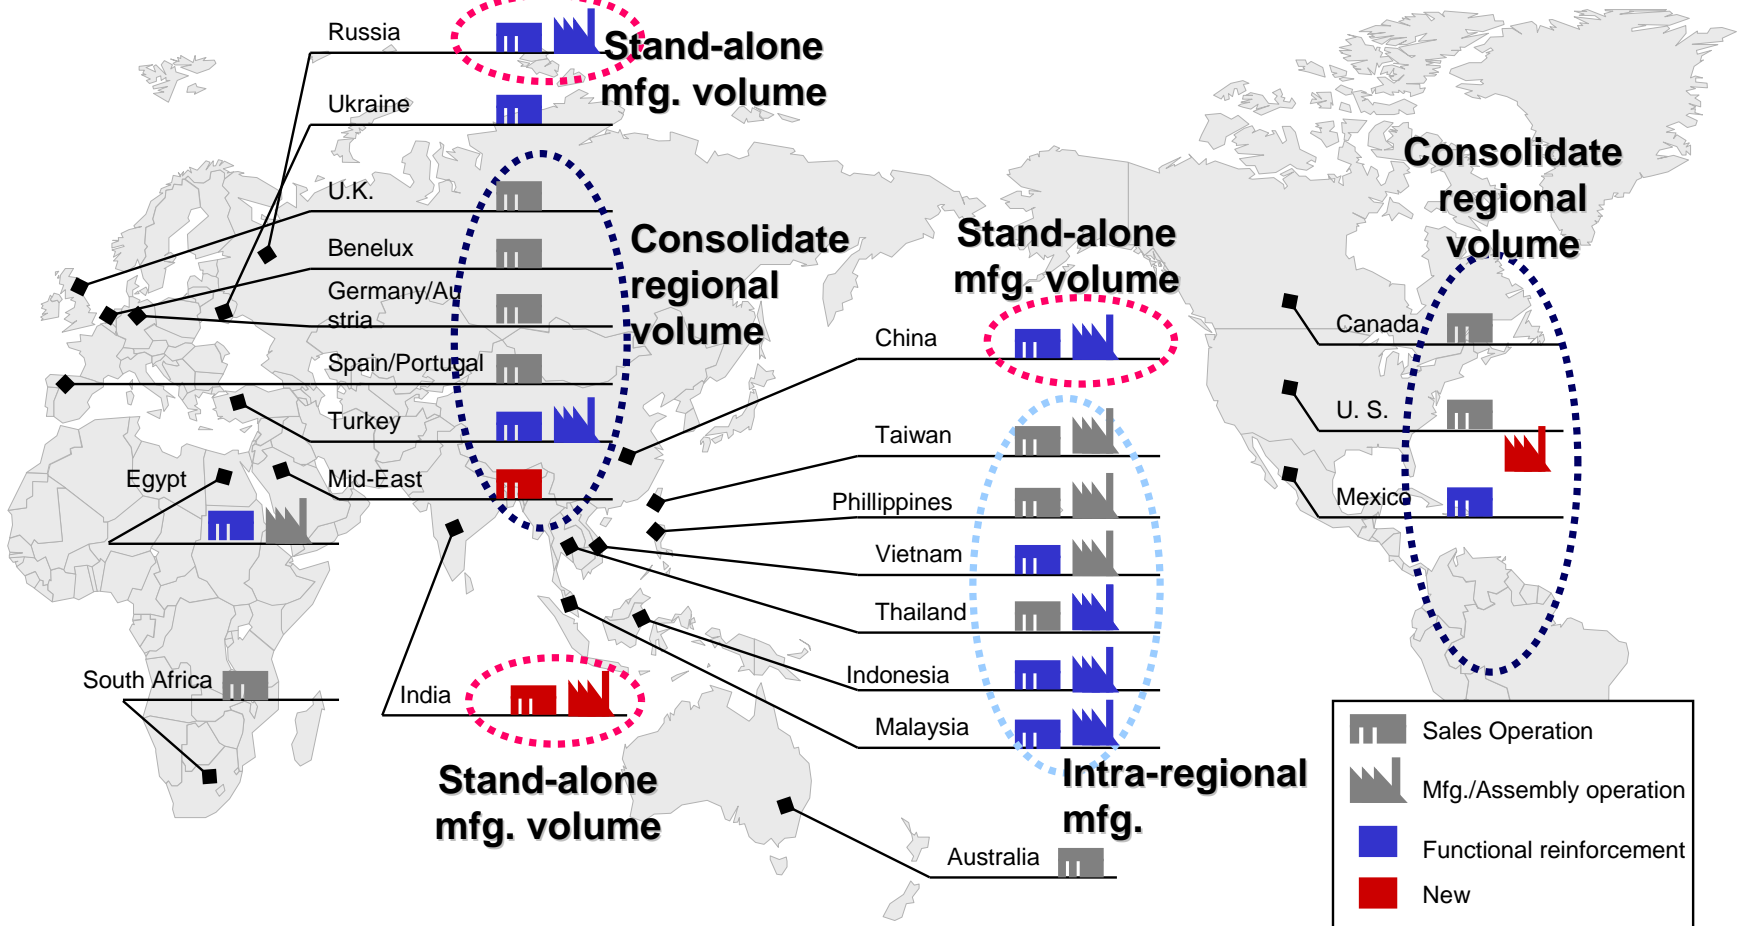 Russia
Stand-alone
mfg. volume
Ukraine
U.K.
Benelux
Germany/Au
stria
Spain/Portugal
Turkey
Mid-East
Consolidate
regional
volume
Egypt
South Africa
India
Stand-alone
mfg. volume
Stand-alone
mfg. volume
China
Taiwan
Phillippines
Vietnam
Thailand
Indonesia
Malaysia
Intra-regional
mfg.
Australia
Consolidate
regional
volume
Canada
U. S.
Mexico
Sales Operation
Mfg./Assembly operation
Functional reinforcement
New